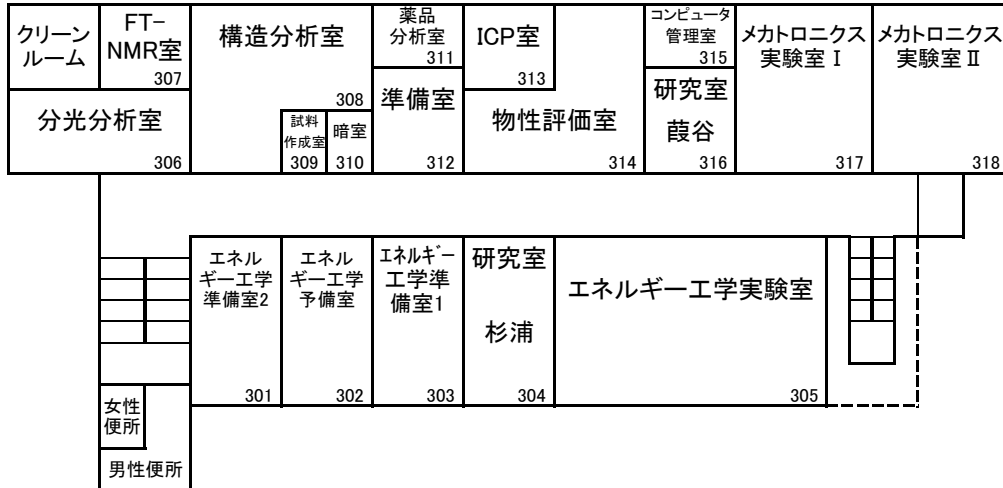 クリーン
ルーム
FT-
NMR室
307
分光分析室
306
構造分析室
308
試料
作成室
309
暗室
310
薬品
分析室
311
準備室
312
ICP室
313
物性評価室
314
コンピュータ
管理室
315
研究室
葭谷
316
メカトロニクス
実験室Ⅰ
317
メカトロニクス
実験室Ⅱ
318
エネル
ギー工学
準備室2
301
エネル
ギー工学
予備室
302
エネルギー
工学準
備室1
303
研究室
杉浦
304
エネルギー工学実験室
305
女性
便所
男性便所